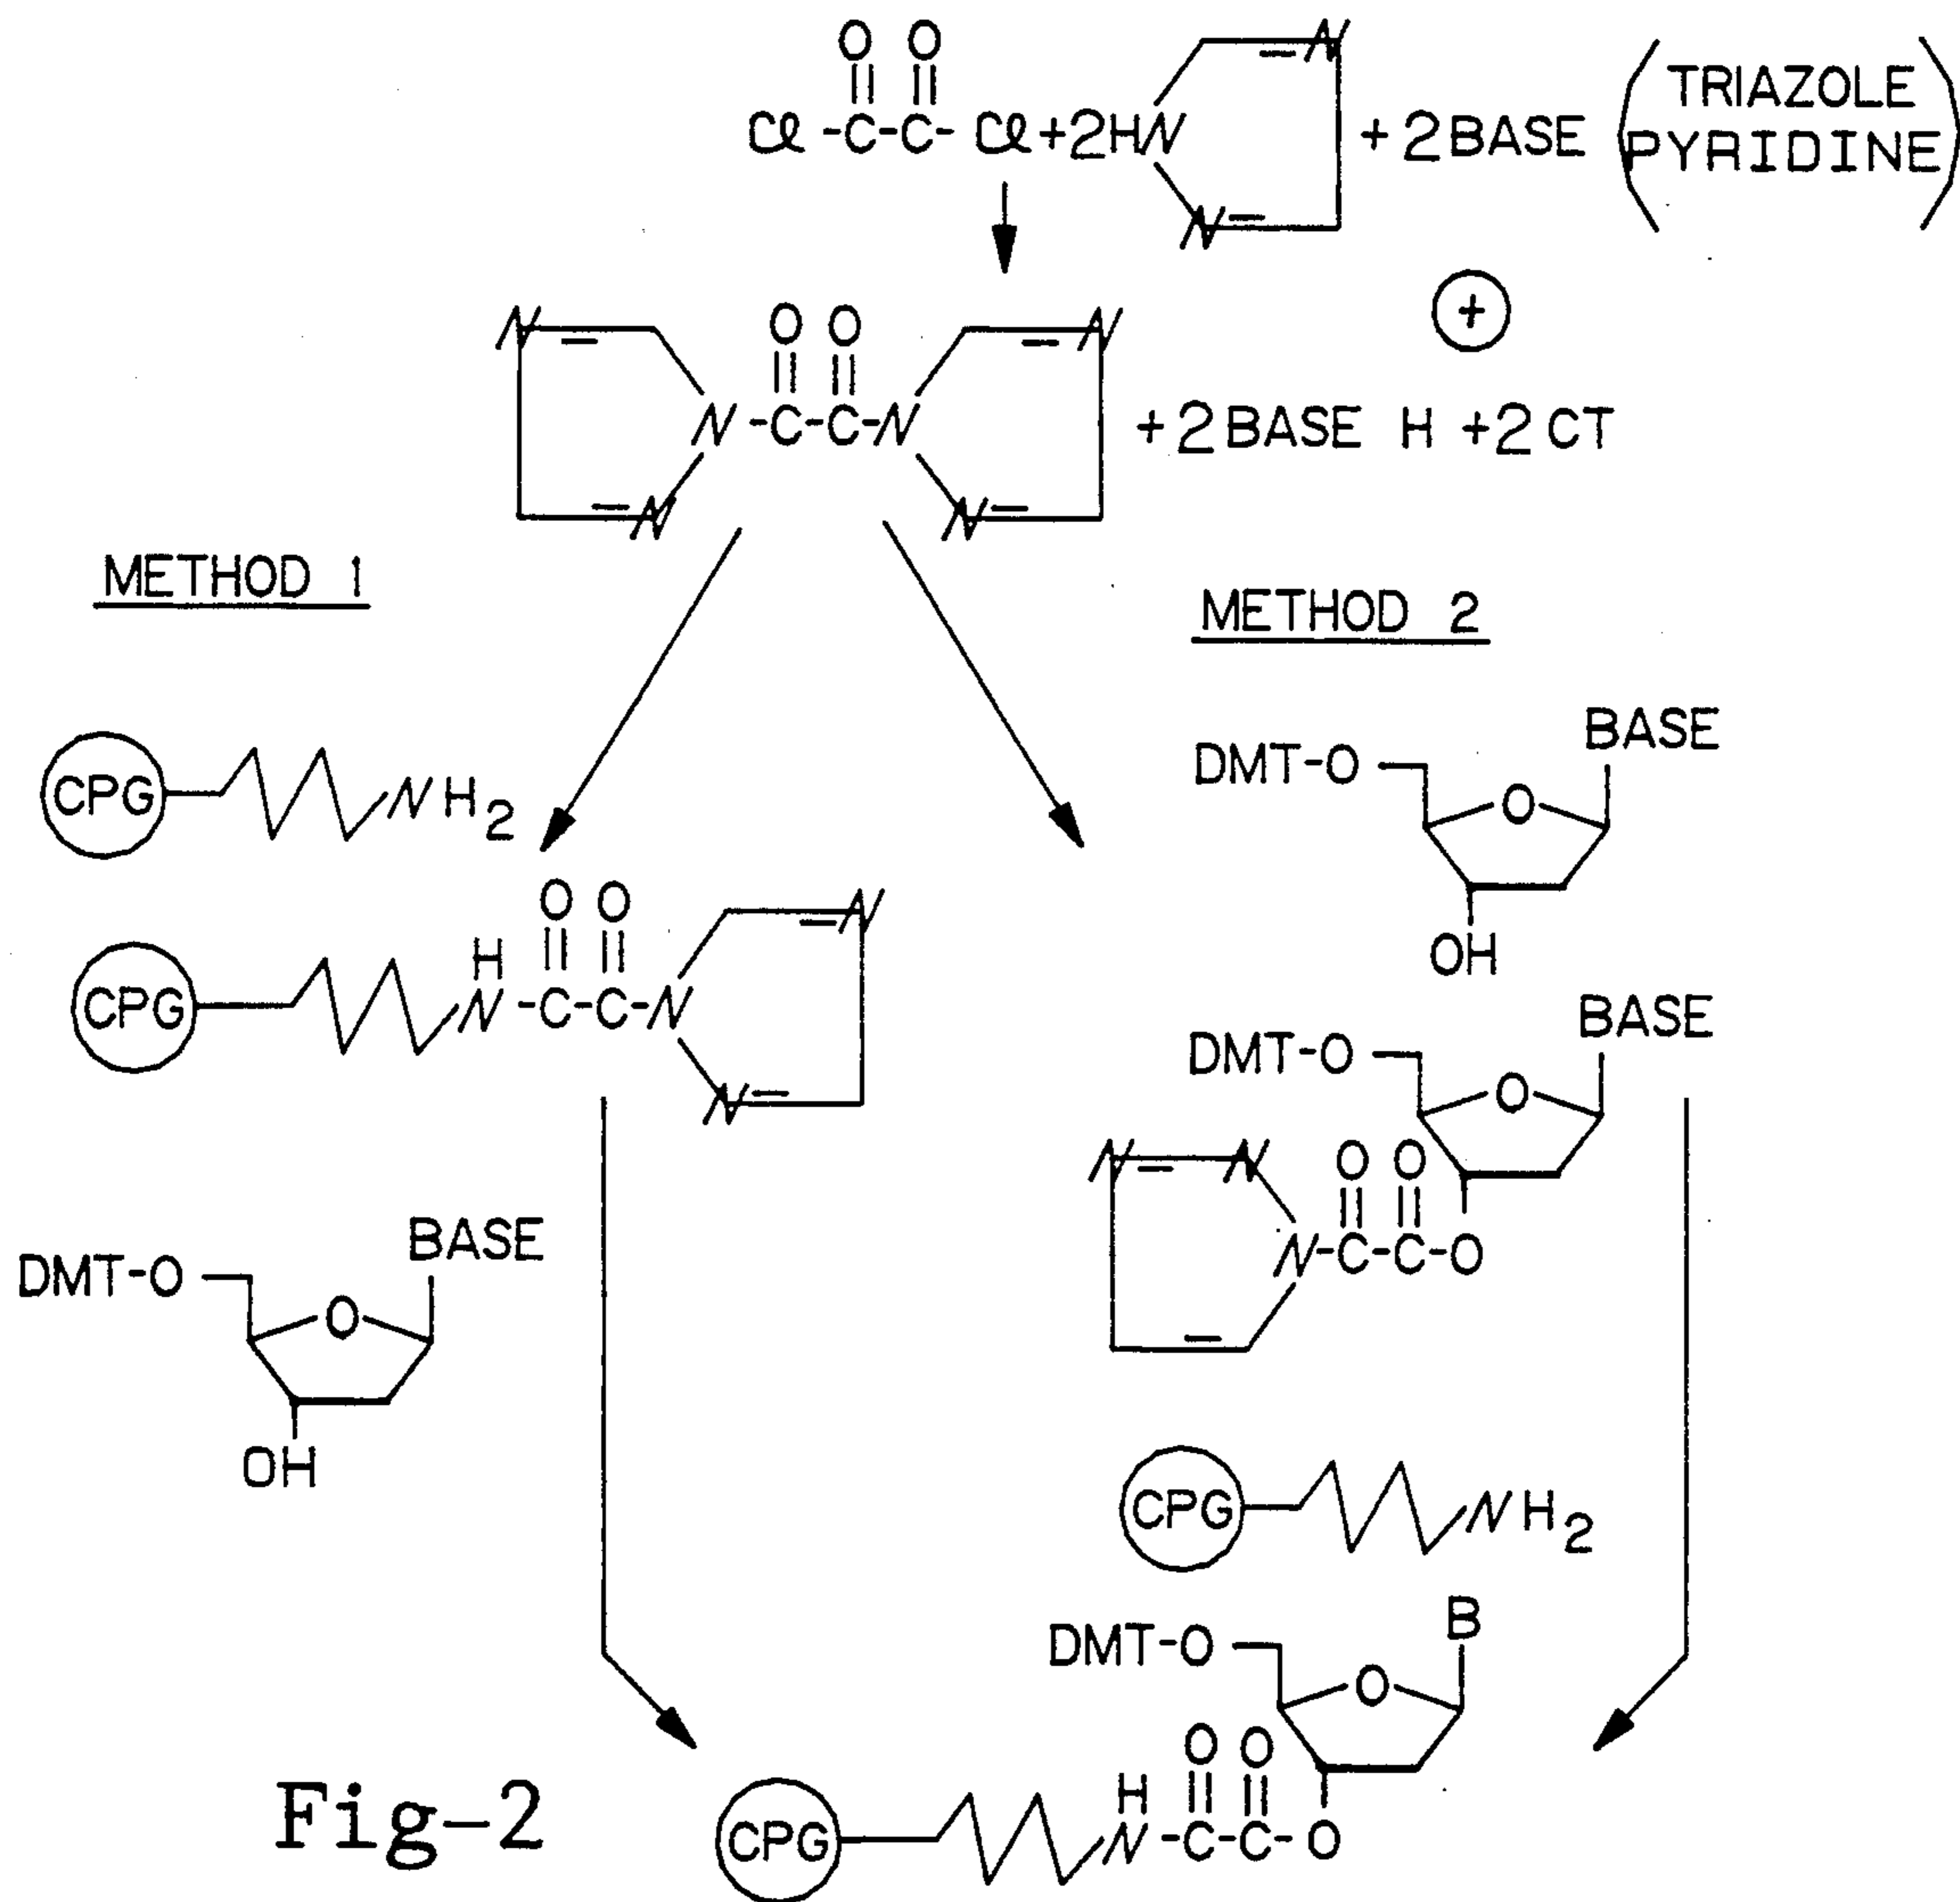 O O
Cl -C-C- Cl +2HN N N +2BASE (TRIAZOLE PYRIDINE)
+
N N O O N N
N -C-C-N +2BASE H +2CT
METHOD 1
METHOD 2
CPG NH2
DMT-O O BASE
OH
O O
CPG H N -C-C-N N N
DMT-O O BASE
N N O O
N-C-C-O
DMT-O O BASE
OH
CPG NH2
DMT-O O B
O O
CPG H N -C-C-O
Fig-2